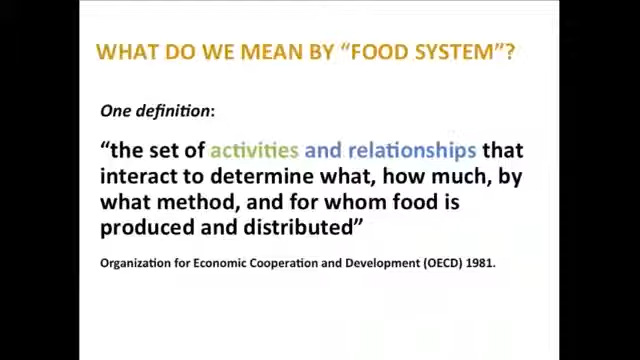 WHAT DO WE MEAN BY “FOOD SYSTEM”?
One definition:
“the set of activities and relationships that
interact to determine what, how much, by
what method, and for whom food is
produced and distributed”
Organization for Economic Cooperation and Development (OECD) 1981.